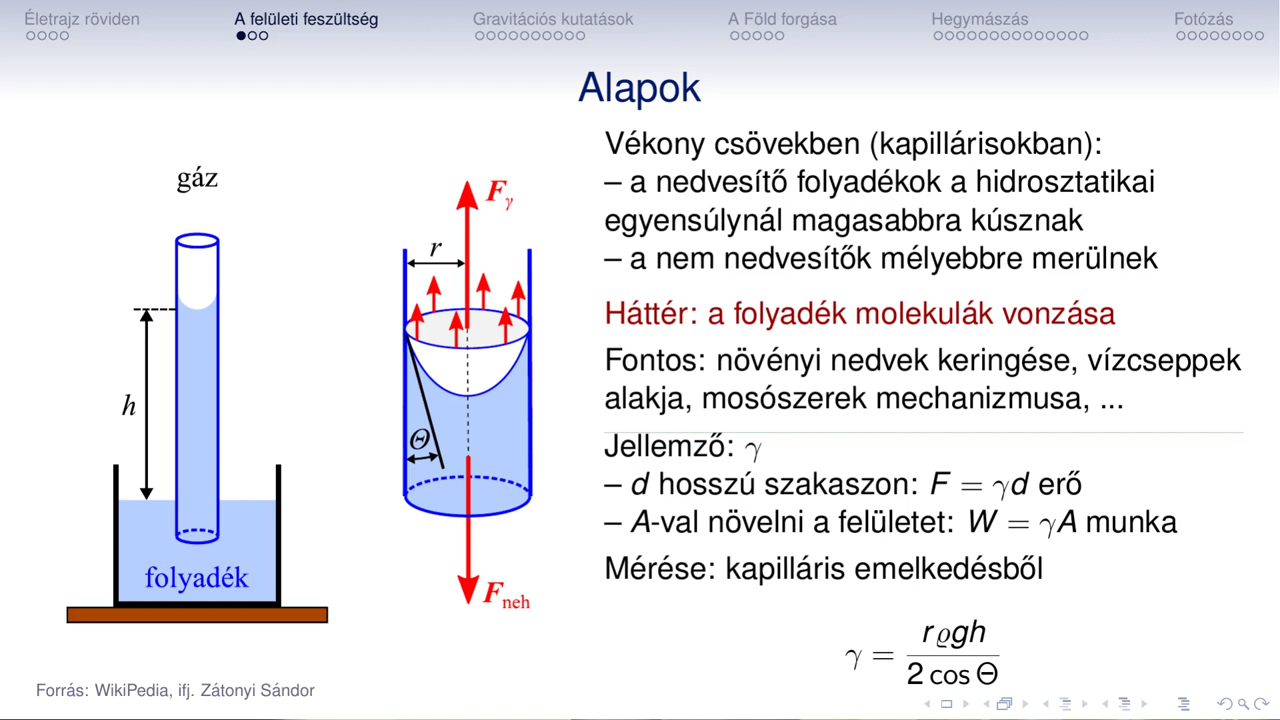 Életrajz röviden
A felületi feszültség
Gravitációs kutatások
A Föld forgása
Hegymászás
Fotózás
Alapok
gáz
h
folyadék
Fγ
r
Θ
Fneh
Vékony csövekben (kapillárisokban):
– a nedvesítő folyadékok a hidrosztatikai
egyensúlynál magasabbra kúsznak
– a nem nedvesítők mélyebbre merülnek
Háttér: a folyadék molekulák vonzása
Fontos: növényi nedvek keringése, vízcseppek
alakja, mosószerek mechanizmusa, ...
Jellemző: γ
– d hosszú szakaszon: F = γd erő
– A-val növelni a felületet: W = γA munka
Mérése: kapilláris emelkedésből
γ = rϱgh / 2 cos Θ
Forrás: WikiPedia, ifj. Zátonyi Sándor